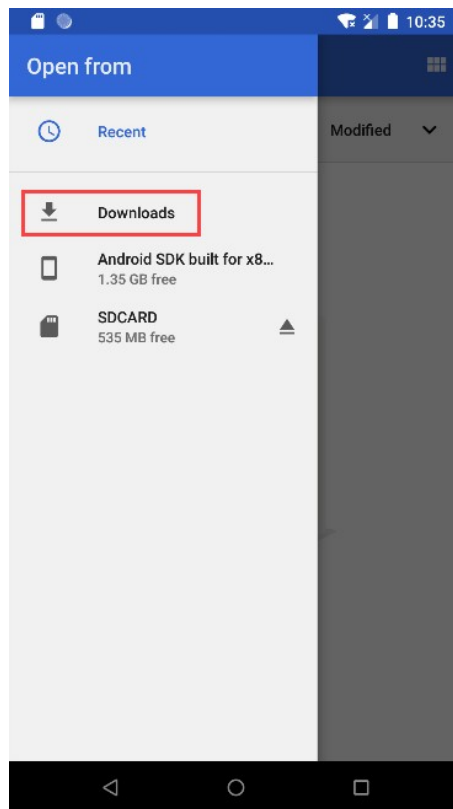 10:35
Open from
Recent
Modified
Downloads
Android SDK built for x8...
1.35 GB free
SDCARD
535 MB free